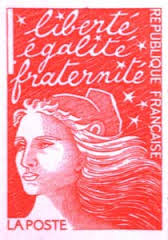 liberté
égalité
fraternité
RÉPUBLIQUE FRANÇAISE
LA POSTE